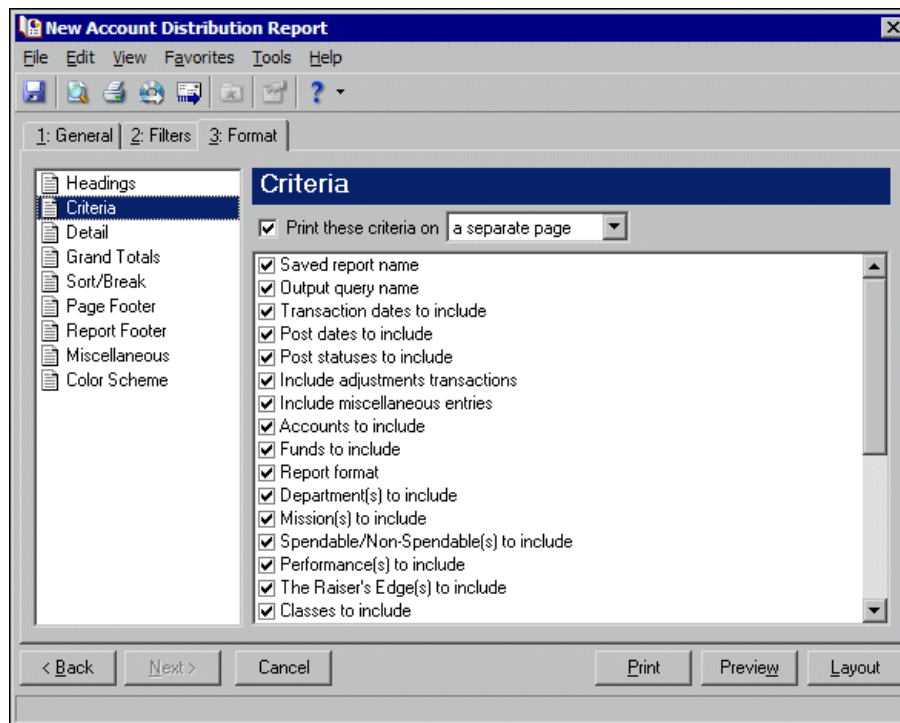 New Account Distribution Report
File Edit View Favorites Tools Help
1: General 2: Filters 3: Format
Headings
Criteria
Detail
Grand Totals
Sort/Break
Page Footer
Report Footer
Miscellaneous
Color Scheme
Criteria
Print these criteria on a separate page
Saved report name
Output query name
Transaction dates to include
Post dates to include
Post statuses to include
Include adjustments transactions
Include miscellaneous entries
Accounts to include
Funds to include
Report format
Department(s) to include
Mission(s) to include
Spendable/Non-Spendable(s) to include
Performance(s) to include
The Raiser's Edge(s) to include
Classes to include
< Back Next > Cancel Print Preview Layout